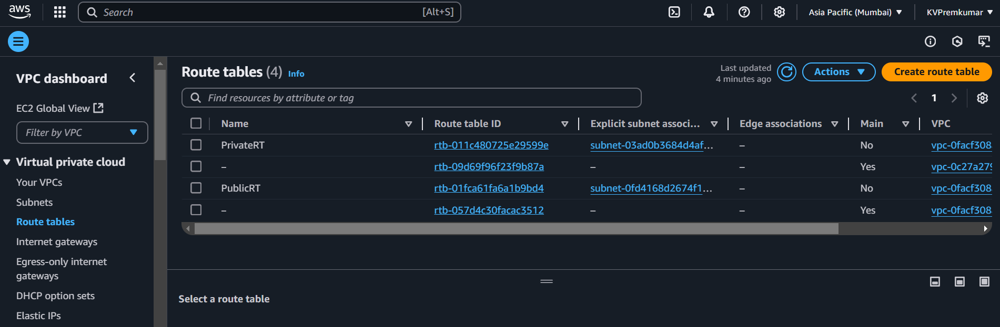 aws Search [Alt+S] Asia Pacific (Mumbai) KVPremkumar
VPC dashboard
EC2 Global View
Filter by VPC
Virtual private cloud
Your VPCs
Subnets
Route tables
Internet gateways
Egress-only internet
gateways
DHCP option sets
Elastic IPs
Route tables (4) Info
Last updated
4 minutes ago
Actions
Create route table
Find resources by attribute or tag
1
Name Route table ID Explicit subnet associ... Edge associations Main VPC
PrivateRT rtb-011c480725e29599e subnet-03ad0b3684d4af... – No vpc-0facf308
– rtb-09d69f96f23f9b87a – – Yes vpc-0c27a279
PublicRT rtb-01fca61fa6a1b9bd4 subnet-0fd4168d2674f1... – No vpc-0facf308
– rtb-057d4c30facac3512 – – Yes vpc-0facf308
Select a route table